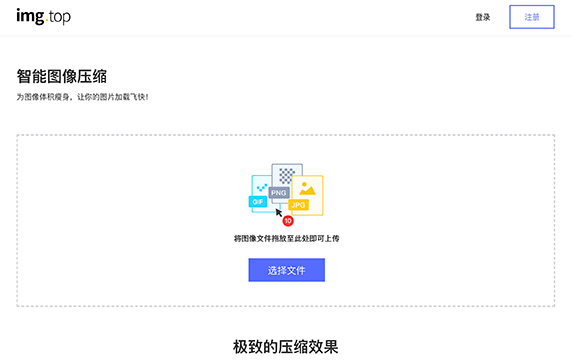 img.top
登录
注册
智能图像压缩
为图像体积瘦身，让你的图片加载飞快！
PNG
GIF
JPG
10
将图像文件拖放至此处即可上传
选择文件
极致的压缩效果